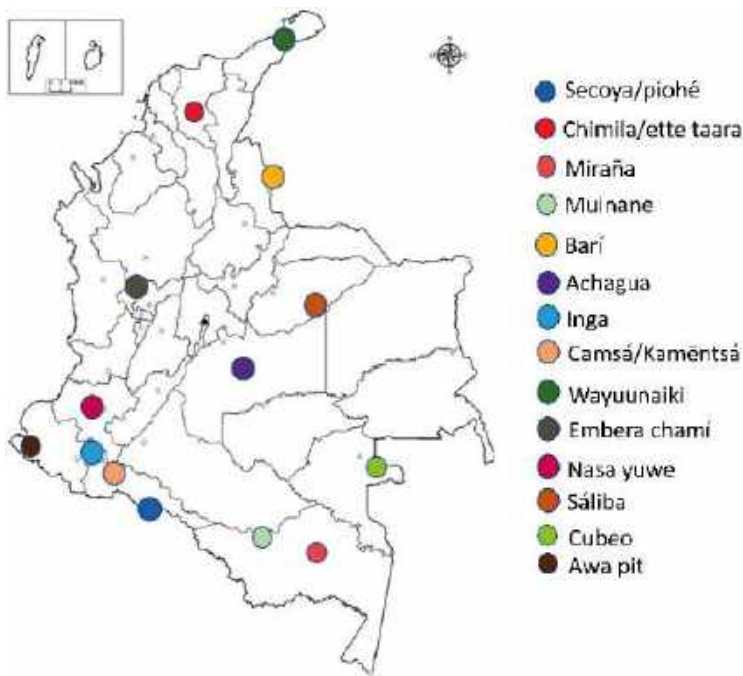 Secoya/piohé
Chimila/ette taara
Miraña
Muinane
Barí
Achagua
Inga
Camsá/Kamëntsá
Wayuunaiki
Embera chamí
Nasa yuwe
Sáliba
Cubeo
Awa pit